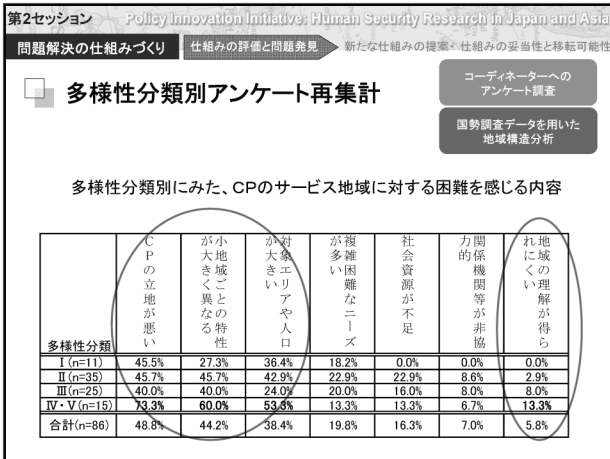 第2セッション
Policy Innovation Initiative: Human Security Research in Japan and Asia
問題解決の仕組みづくり
仕組みの評価と問題発見
新たな仕組みの提案・仕組みの妥当性と移転可能性
多様性分類別アンケート再集計
コーディネーターへの
アンケート調査
国勢調査データを用いた
地域構造分析
多様性分類別にみた、CPのサービス地域に対する困難を感じる内容
多様性分類 CPの立地が悪い 小地域ごとの特性が大きく異なる 対象エリアや人口が大きい 複雑困難なニーズが多い 社会資源が不足 関係機関等が非協力的 地域の理解が得られにくい
Ⅰ(n=11) 45.5% 27.3% 36.4% 18.2% 0.0% 0.0% 0.0%
Ⅱ(n=35) 45.7% 45.7% 42.9% 22.9% 22.9% 8.6% 2.9%
Ⅲ(n=25) 40.0% 40.0% 24.0% 20.0% 16.0% 8.0% 8.0%
Ⅳ・Ⅴ(n=15) 73.3% 60.0% 53.3% 13.3% 13.3% 6.7% 13.3%
合計(n=86) 48.8% 44.2% 38.4% 19.8% 16.3% 7.0% 5.8%